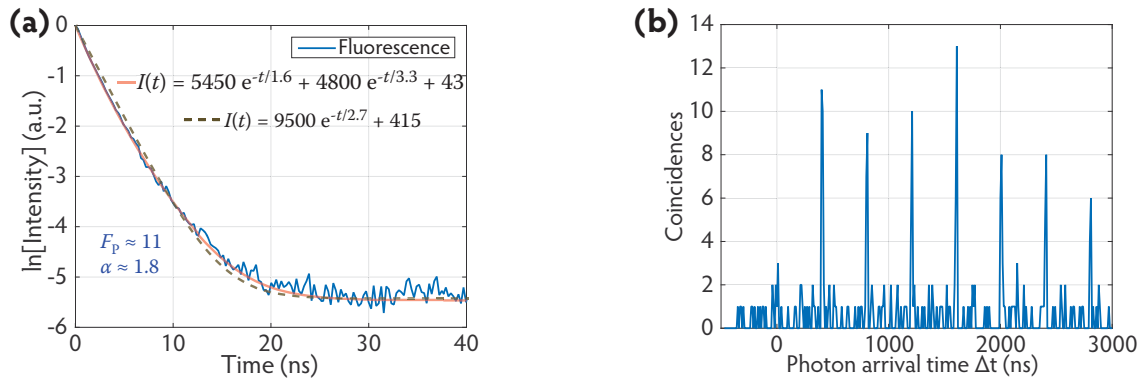 (a)
ln[Intensity] (a.u.)
0
-1
-2
-3
-4
-5
-6
Fluorescence
I(t) = 5450 e^-t/1.6 + 4800 e^-t/3.3 + 43
I(t) = 9500 e^-t/2.7 + 415
F_P ≈ 11
α ≈ 1.8
0 10 20 30 40
Time (ns)
(b)
Coincidences
14
12
10
8
6
4
2
0
0 1000 2000 3000
Photon arrival time Δt (ns)